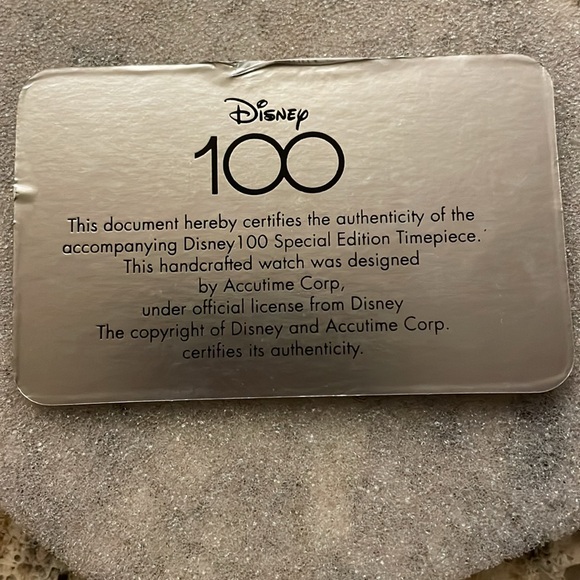 Disney
100
This document hereby certifies the authenticity of the
accompanying Disney100 Special Edition Timepiece.
This handcrafted watch was designed
by Accutime Corp,
under official license from Disney
The copyright of Disney and Accutime Corp.
certifies its authenticity.